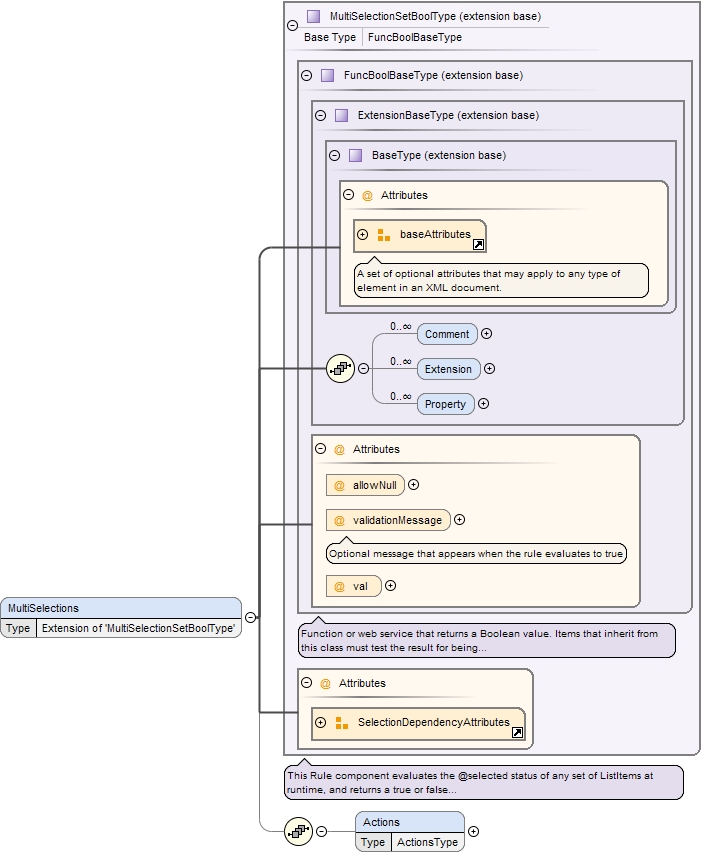 MultiSelectionSetBoolType (extension base)
Base Type FuncBoolBaseType
FuncBoolBaseType (extension base)
ExtensionBaseType (extension base)
BaseType (extension base)
@ Attributes
baseAttributes
A set of optional attributes that may apply to any type of
element in an XML document.
0..∞
Comment
0..∞
Extension
0..∞
Property
@ Attributes
@ allowNull
@ validationMessage
Optional message that appears when the rule evaluates to true
@ val
MultiSelections
Type Extension of 'MultiSelectionSetBoolType'
Function or web service that returns a Boolean value. Items that inherit from
this class must test the result for being...
@ Attributes
SelectionDependencyAttributes
This Rule component evaluates the @selected status of any set of ListItems at
runtime, and returns a true or false...
Actions
Type ActionsType